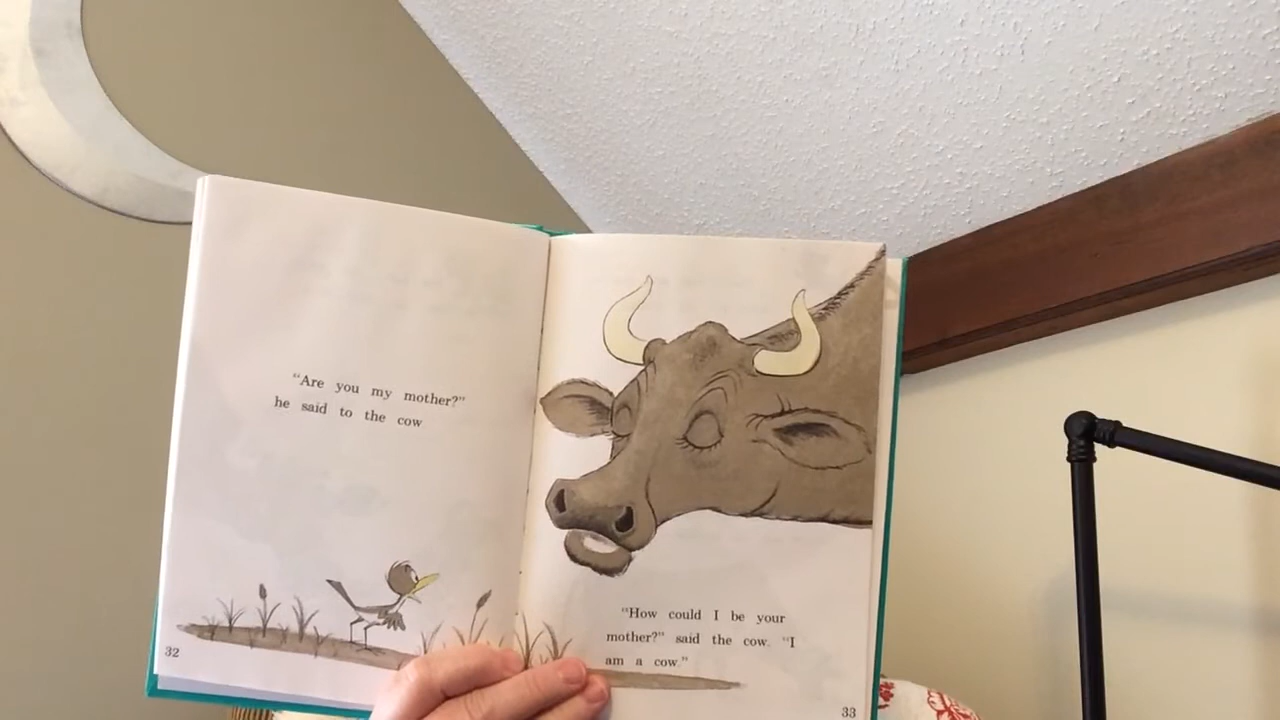 "Are you my mother?"
he said to the cow
32
"How could I be your
mother?" said the cow. "I
am a cow."
33